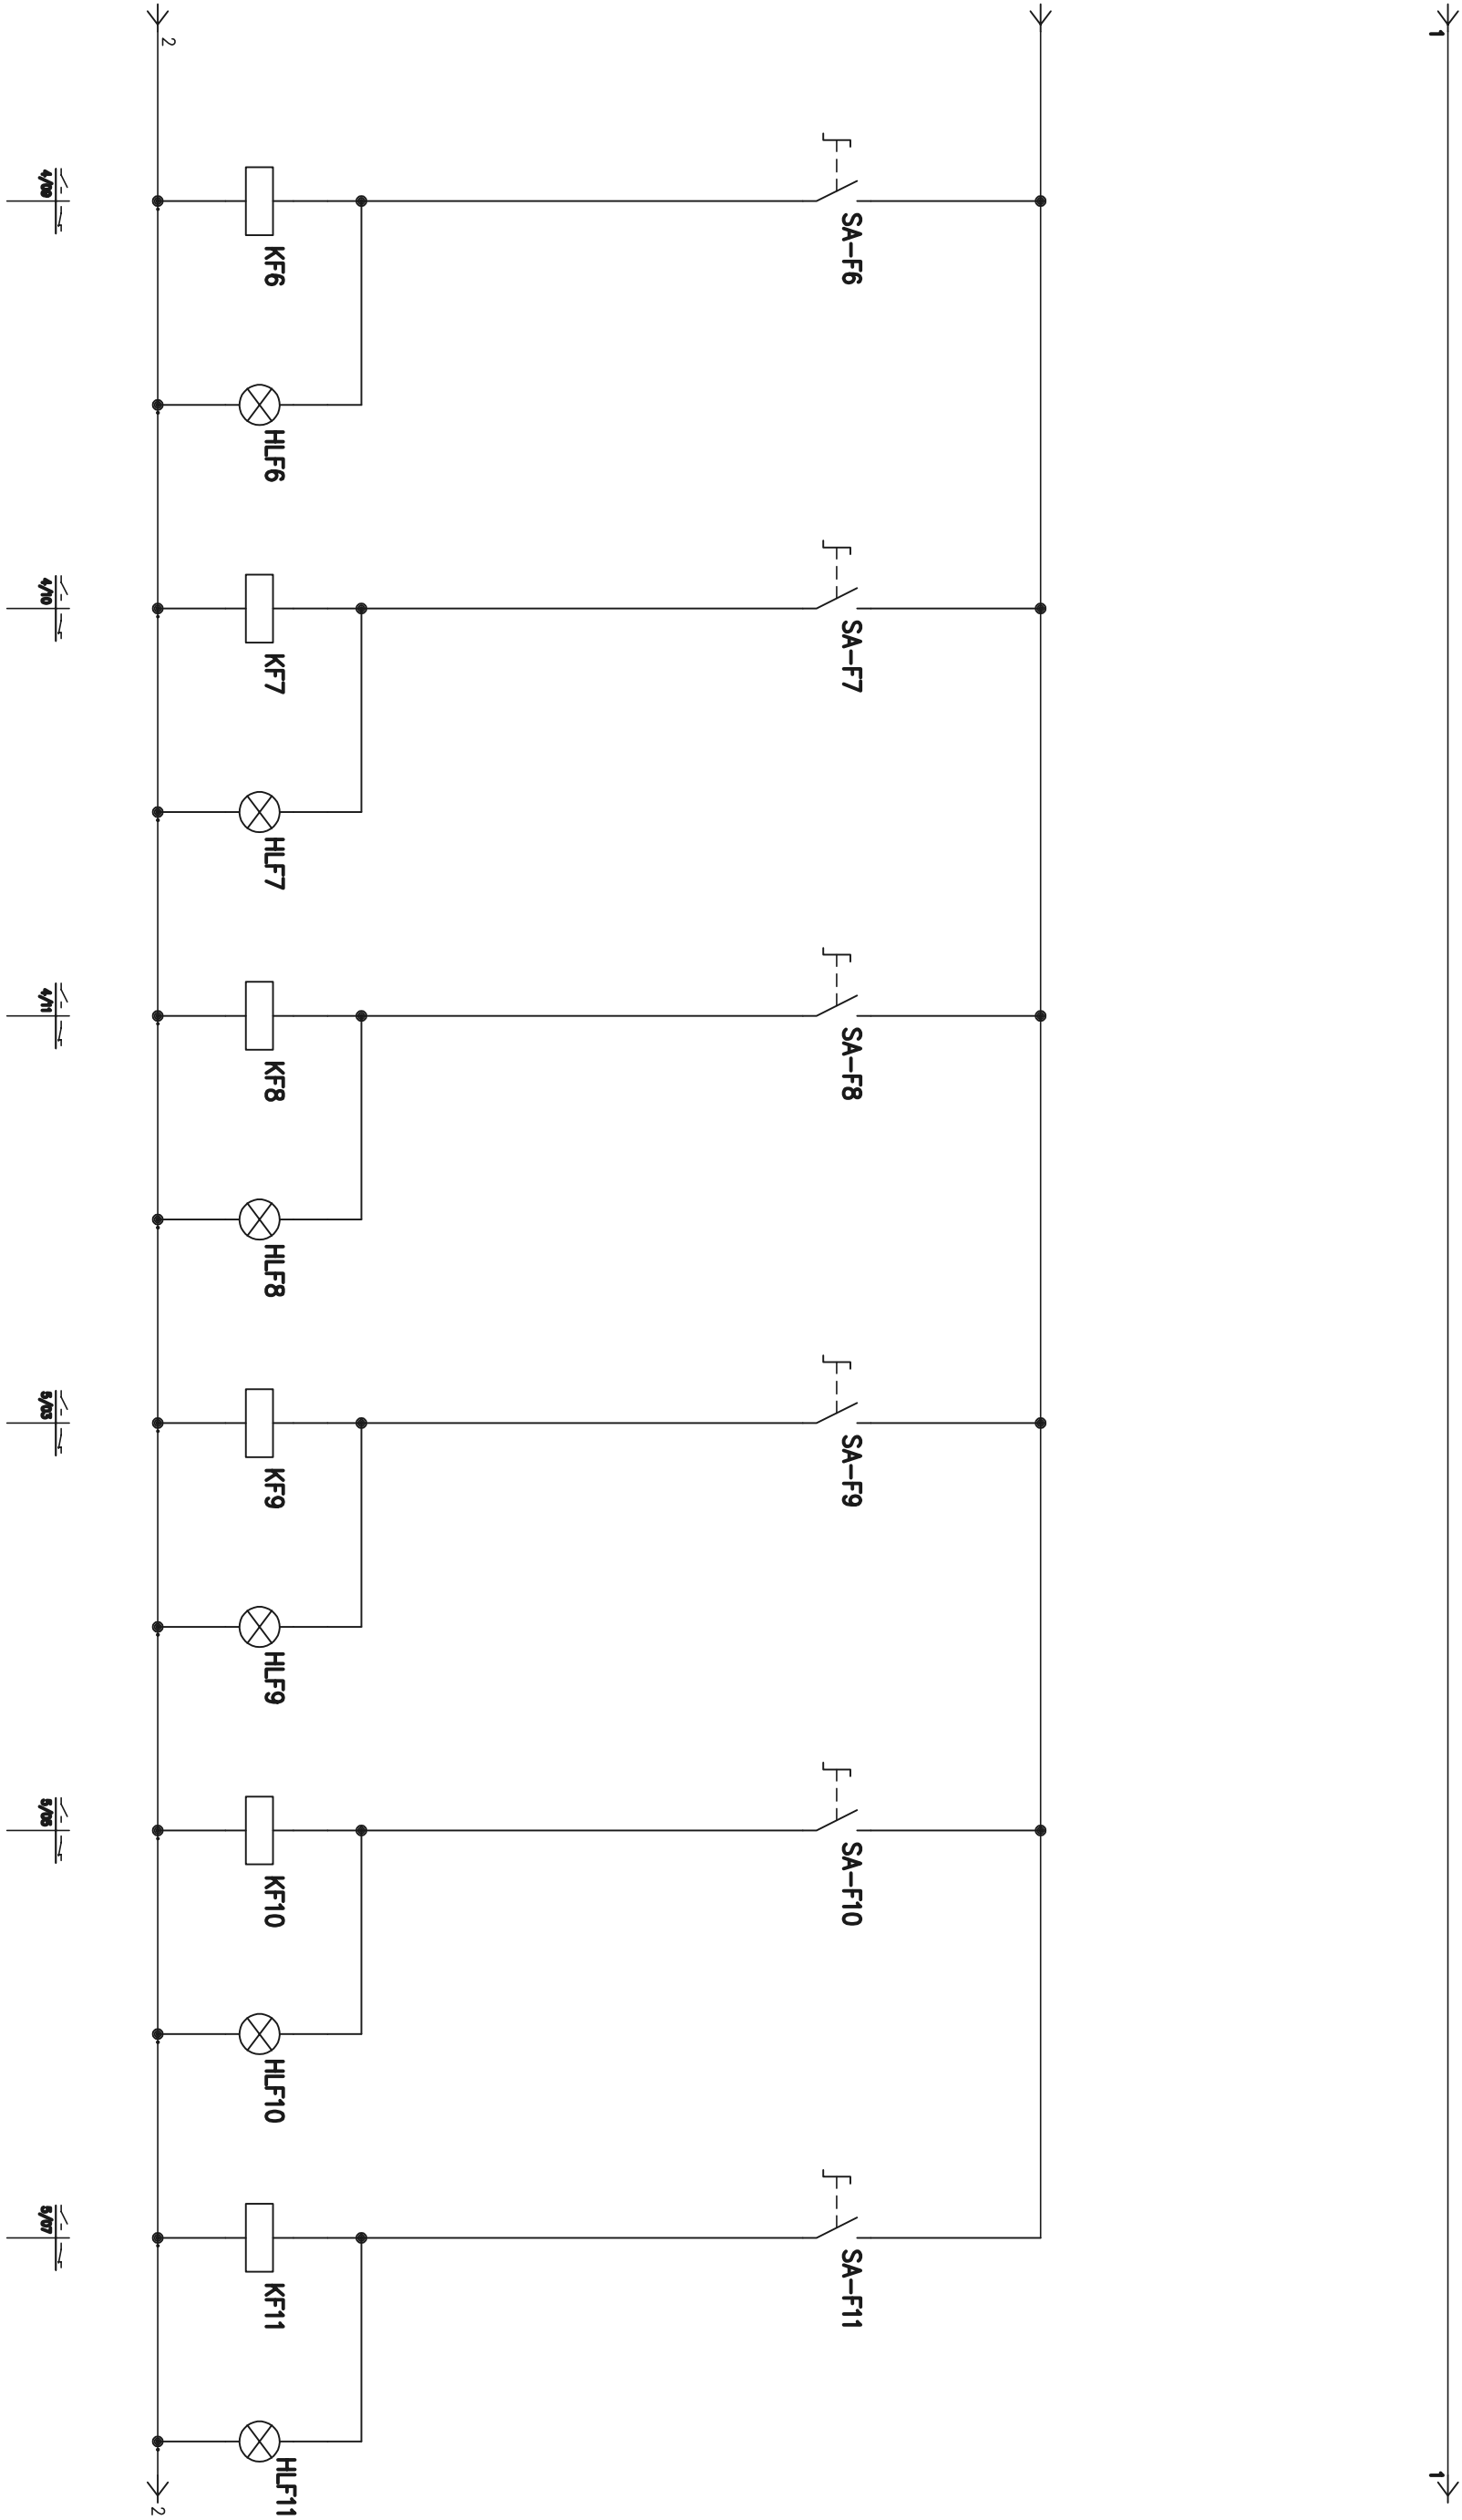 1
1
SA-F6
SA-F7
SA-F8
SA-F9
SA-F10
SA-F11
KF6
HLF6
KF7
HLF7
KF8
HLF8
KF9
HLF9
KF10
HLF10
KF11
HLF11
2
2
4/09
4/10
4/11
5/03
5/05
5/07